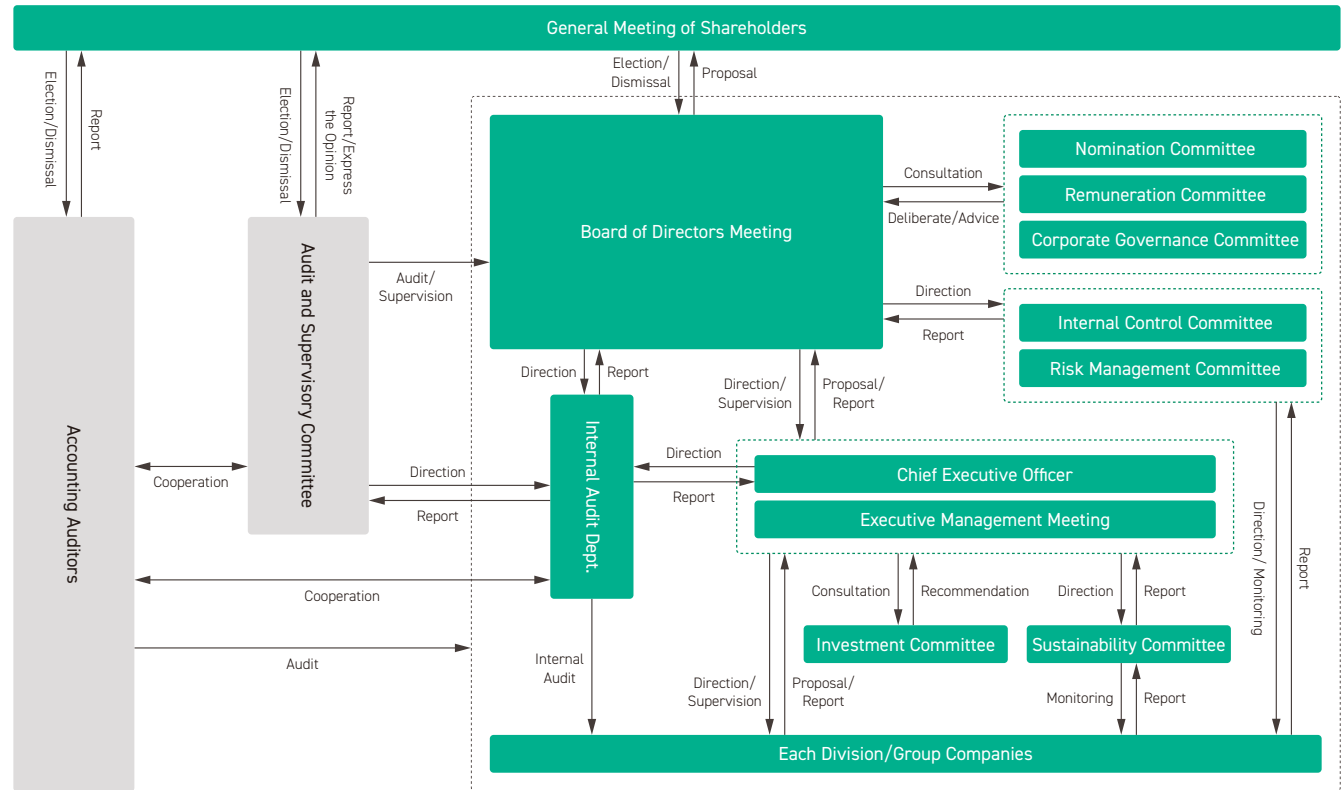 General Meeting of Shareholders
Election/Dismissal
Report
Election/Dismissal
Report/Express
the Opinion
Election/
Dismissal
Proposal
Board of Directors Meeting
Consultation
Deliberate/Advice
Nomination Committee
Remuneration Committee
Corporate Governance Committee
Direction
Report
Internal Control Committee
Risk Management Committee
Accounting Auditors
Audit and Supervisory Committee
Audit/
Supervision
Direction
Report
Direction/
Supervision
Proposal/
Report
Internal Audit Dept.
Cooperation
Direction
Report
Direction
Report
Chief Executive Officer
Executive Management Meeting
Direction/ Monitoring
Report
Cooperation
Audit
Consultation
Recommendation
Direction
Report
Investment Committee
Sustainability Committee
Internal
Audit
Direction/
Supervision
Proposal/
Report
Monitoring
Report
Each Division/Group Companies